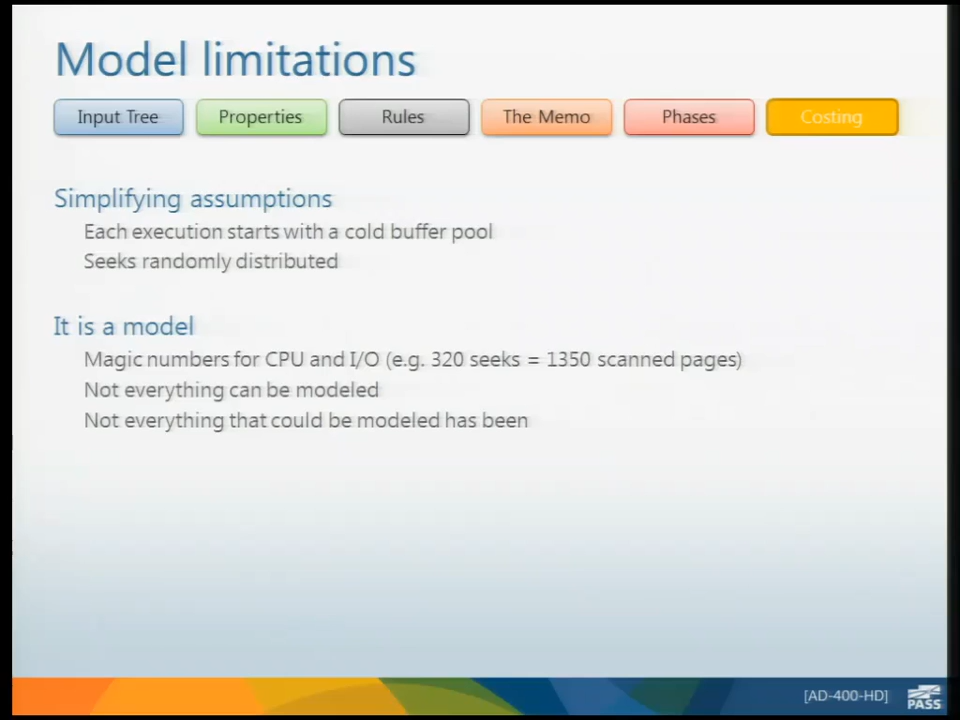 Model limitations
Input Tree
Properties
Rules
The Memo
Phases
Costing
Simplifying assumptions
Each execution starts with a cold buffer pool
Seeks randomly distributed
It is a model
Magic numbers for CPU and I/O (e.g. 320 seeks = 1350 scanned pages)
Not everything can be modeled
Not everything that could be modeled has been
[AD-400-HD]
PASS